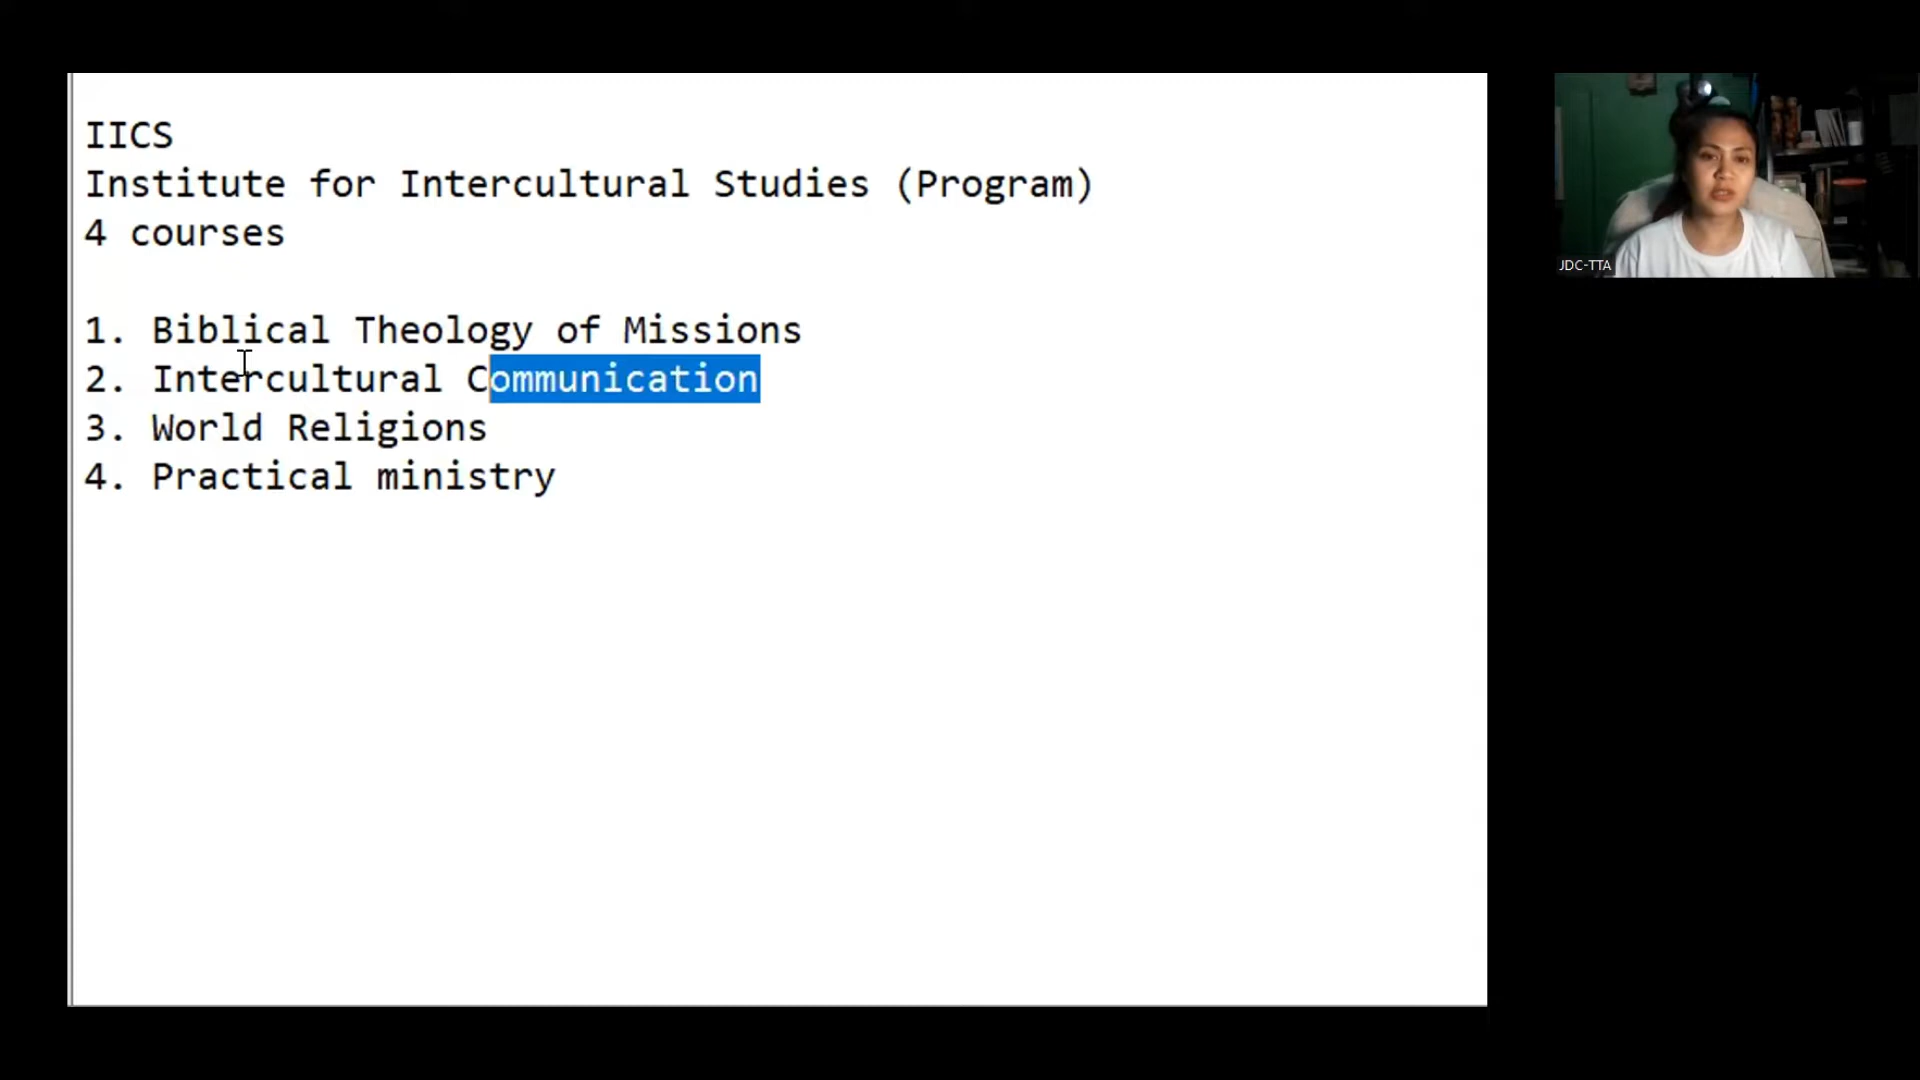 IICS
Institute for Intercultural Studies (Program)
4 courses
1. Biblical Theology of Missions
2. Intercultural Communication
3. World Religions
4. Practical ministry
JDC-TTA